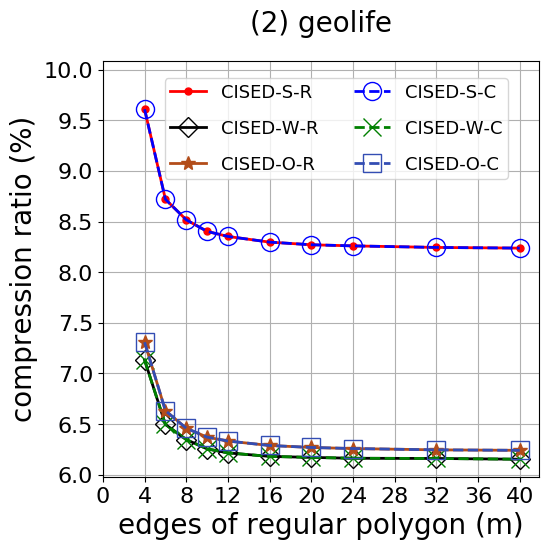 (2) geolife
compression ratio (%)
10.0
9.5
9.0
8.5
8.0
7.5
7.0
6.5
6.0
CISED-S-R
CISED-S-C
CISED-W-R
CISED-W-C
CISED-O-R
CISED-O-C
0 4 8 12 16 20 24 28 32 36 40
edges of regular polygon (m)